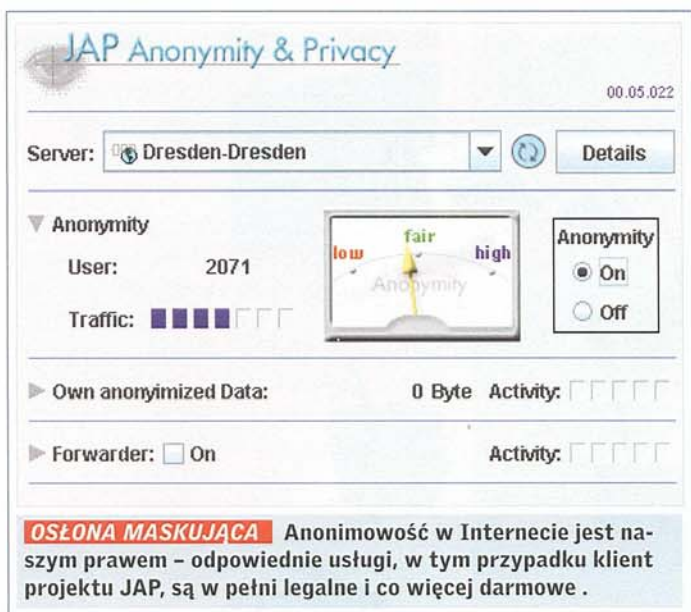 JAP Anonymity & Privacy
00.05.022
Server: Dresden-Dresden Details
Anonymity
User: 2071
Traffic:
low fair high
Anonymity
Anonymity
On
Off
Own anonyimized Data: 0 Byte Activity:
Forwarder: On Activity:
OSŁONA MASKUJĄCA Anonimowość w Internecie jest na-
szym prawem – odpowiednie usługi, w tym przypadku klient
projektu JAP, są w pełni legalne i co więcej darmowe .